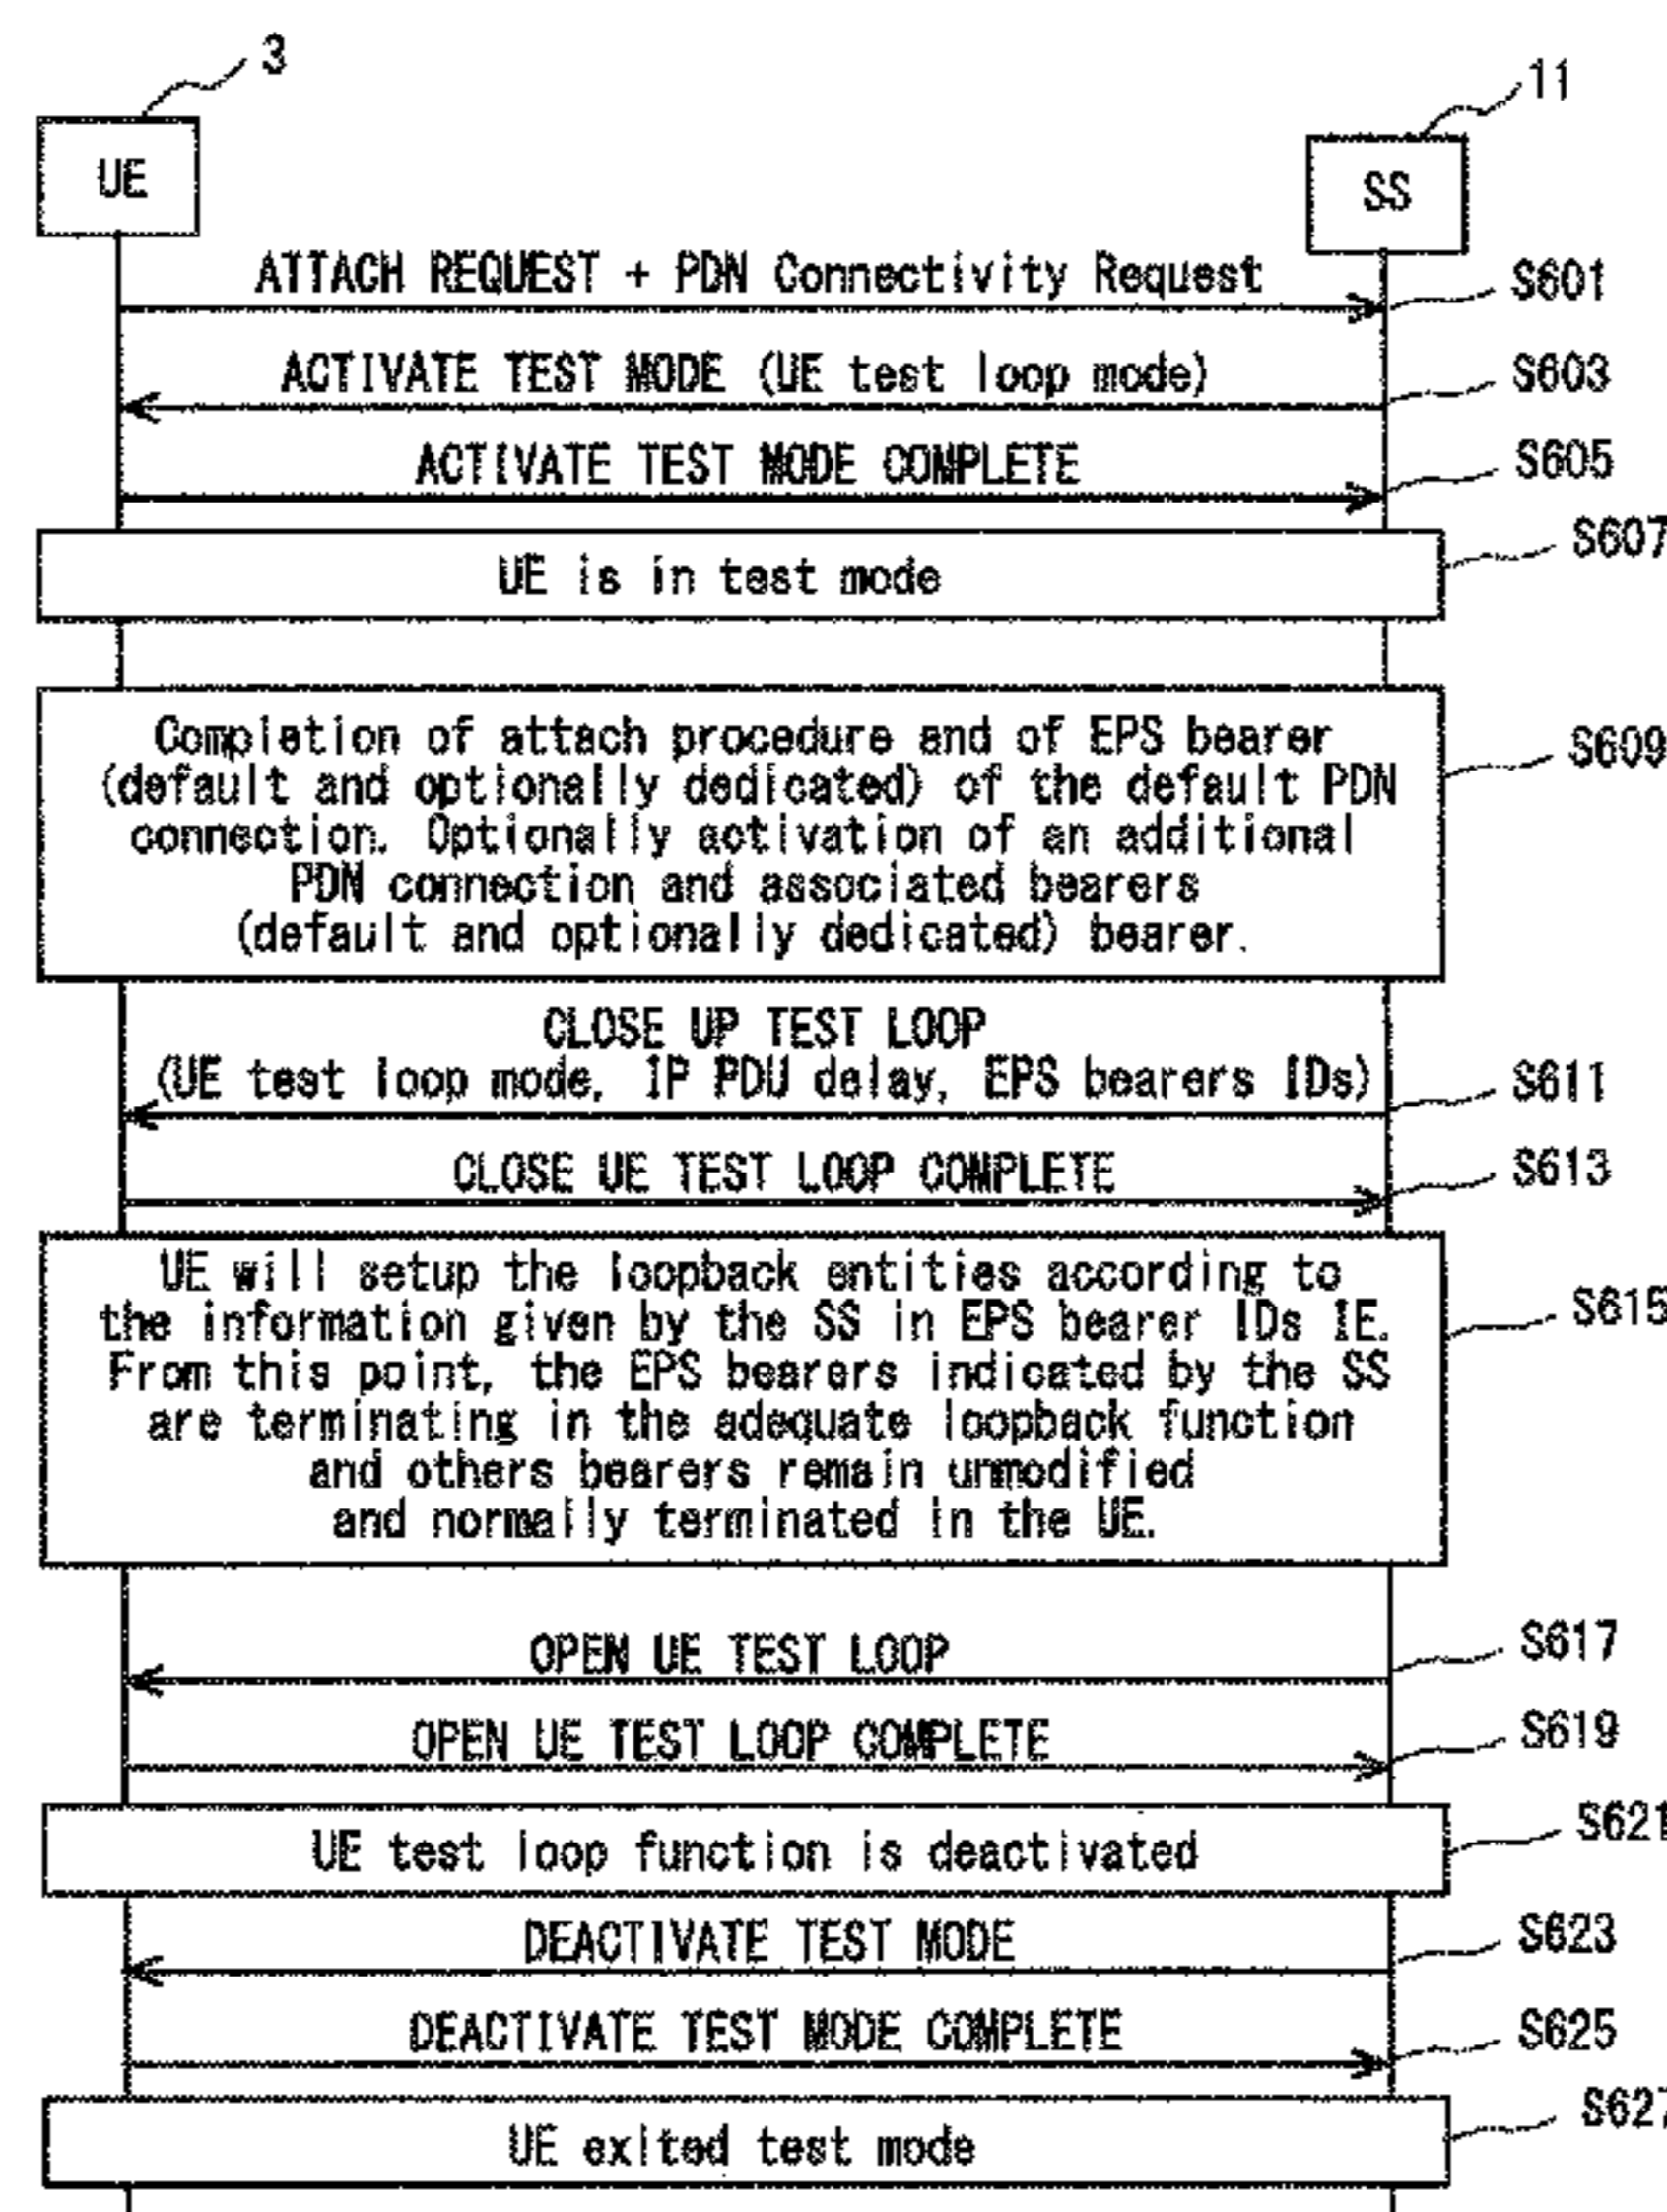 3
11
UE
SS
ATTACH REQUEST + PDN Connectivity Request
S601
ACTIVATE TEST MODE (UE test loop mode)
S603
ACTIVATE TEST MODE COMPLETE
S605
UE is in test mode
S607
Completion of attach procedure and of EPS bearer
(default and optionally dedicated) of the default PDN
connection. Optionally activation of an additional
PDN connection and associated bearers
(default and optionally dedicated) bearer.
S609
CLOSE UP TEST LOOP
(UE test loop mode, IP PDU delay, EPS bearers IDs)
S611
CLOSE UE TEST LOOP COMPLETE
S613
UE will setup the loopback entities according to
the information given by the SS in EPS bearer IDs IE.
From this point, the EPS bearers indicated by the SS
are terminating in the adequate loopback function
and others bearers remain unmodified
and normally terminated in the UE.
S615
OPEN UE TEST LOOP
S617
OPEN UE TEST LOOP COMPLETE
S619
UE test loop function is deactivated
S621
DEACTIVATE TEST MODE
S623
DEACTIVATE TEST MODE COMPLETE
S625
UE exited test mode
S627